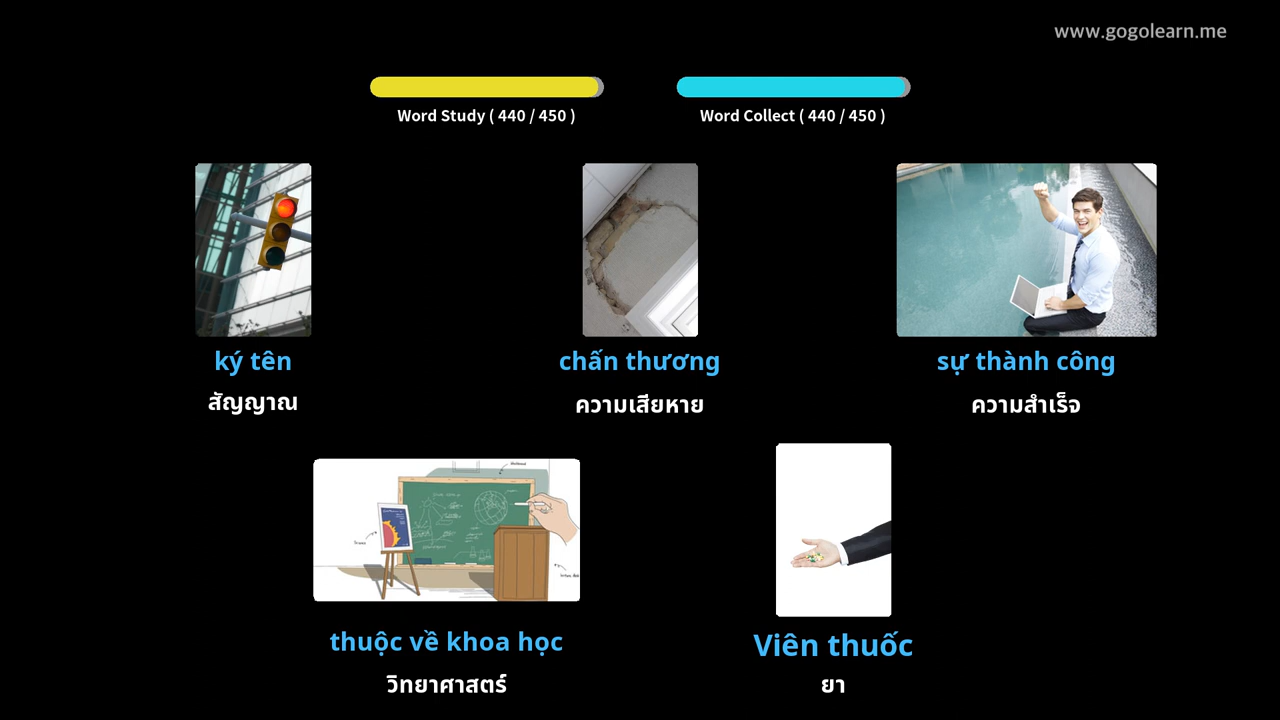 www.gogolearn.me
Word Study ( 440 / 450 )
Word Collect ( 440 / 450 )
ký tên
สัญญาณ
chấn thương
ความเสียหาย
sự thành công
ความสำเร็จ
thuộc về khoa học
วิทยาศาสตร์
Viên thuốc
ยา